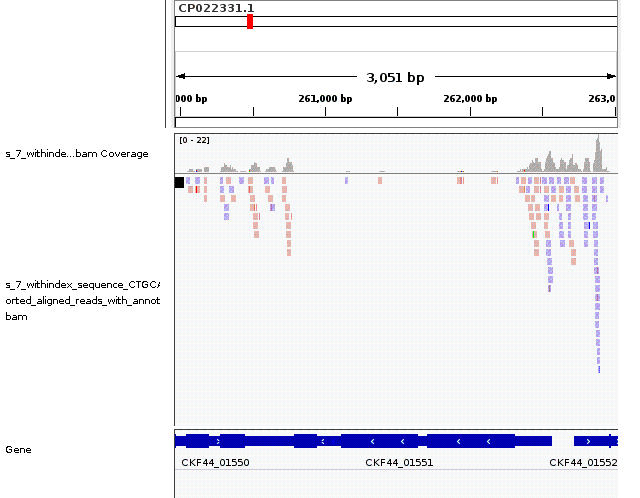 CP022331.1
3,051 bp
000 bp
261,000 bp
262,000 bp
263,0
[0 - 22]
s_7_withinde...bam Coverage
s_7_withindex_sequence_CTGCA
orted_aligned_reads_with_annot
bam
Gene
CKF44_01550
CKF44_01551
CKF44_01552